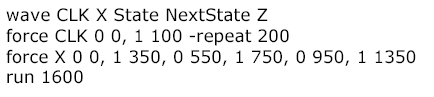 wave CLK X State NextState Z
force CLK 0 0, 1 100 -repeat 200
force X 0 0, 1 350, 0 550, 1 750, 0 950, 1 1350
run 1600